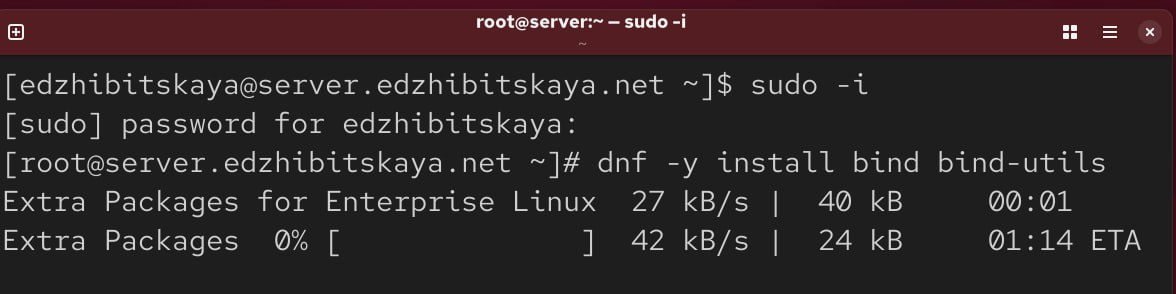 root@server:~ — sudo -i
~
[edzhibitskaya@server.edzhibitskaya.net ~]$ sudo -i
[sudo] password for edzhibitskaya:
[root@server.edzhibitskaya.net ~]# dnf -y install bind bind-utils
Extra Packages for Enterprise Linux  27 kB/s |  40 kB     00:01
Extra Packages  0% [              ]  42 kB/s |  24 kB     01:14 ETA